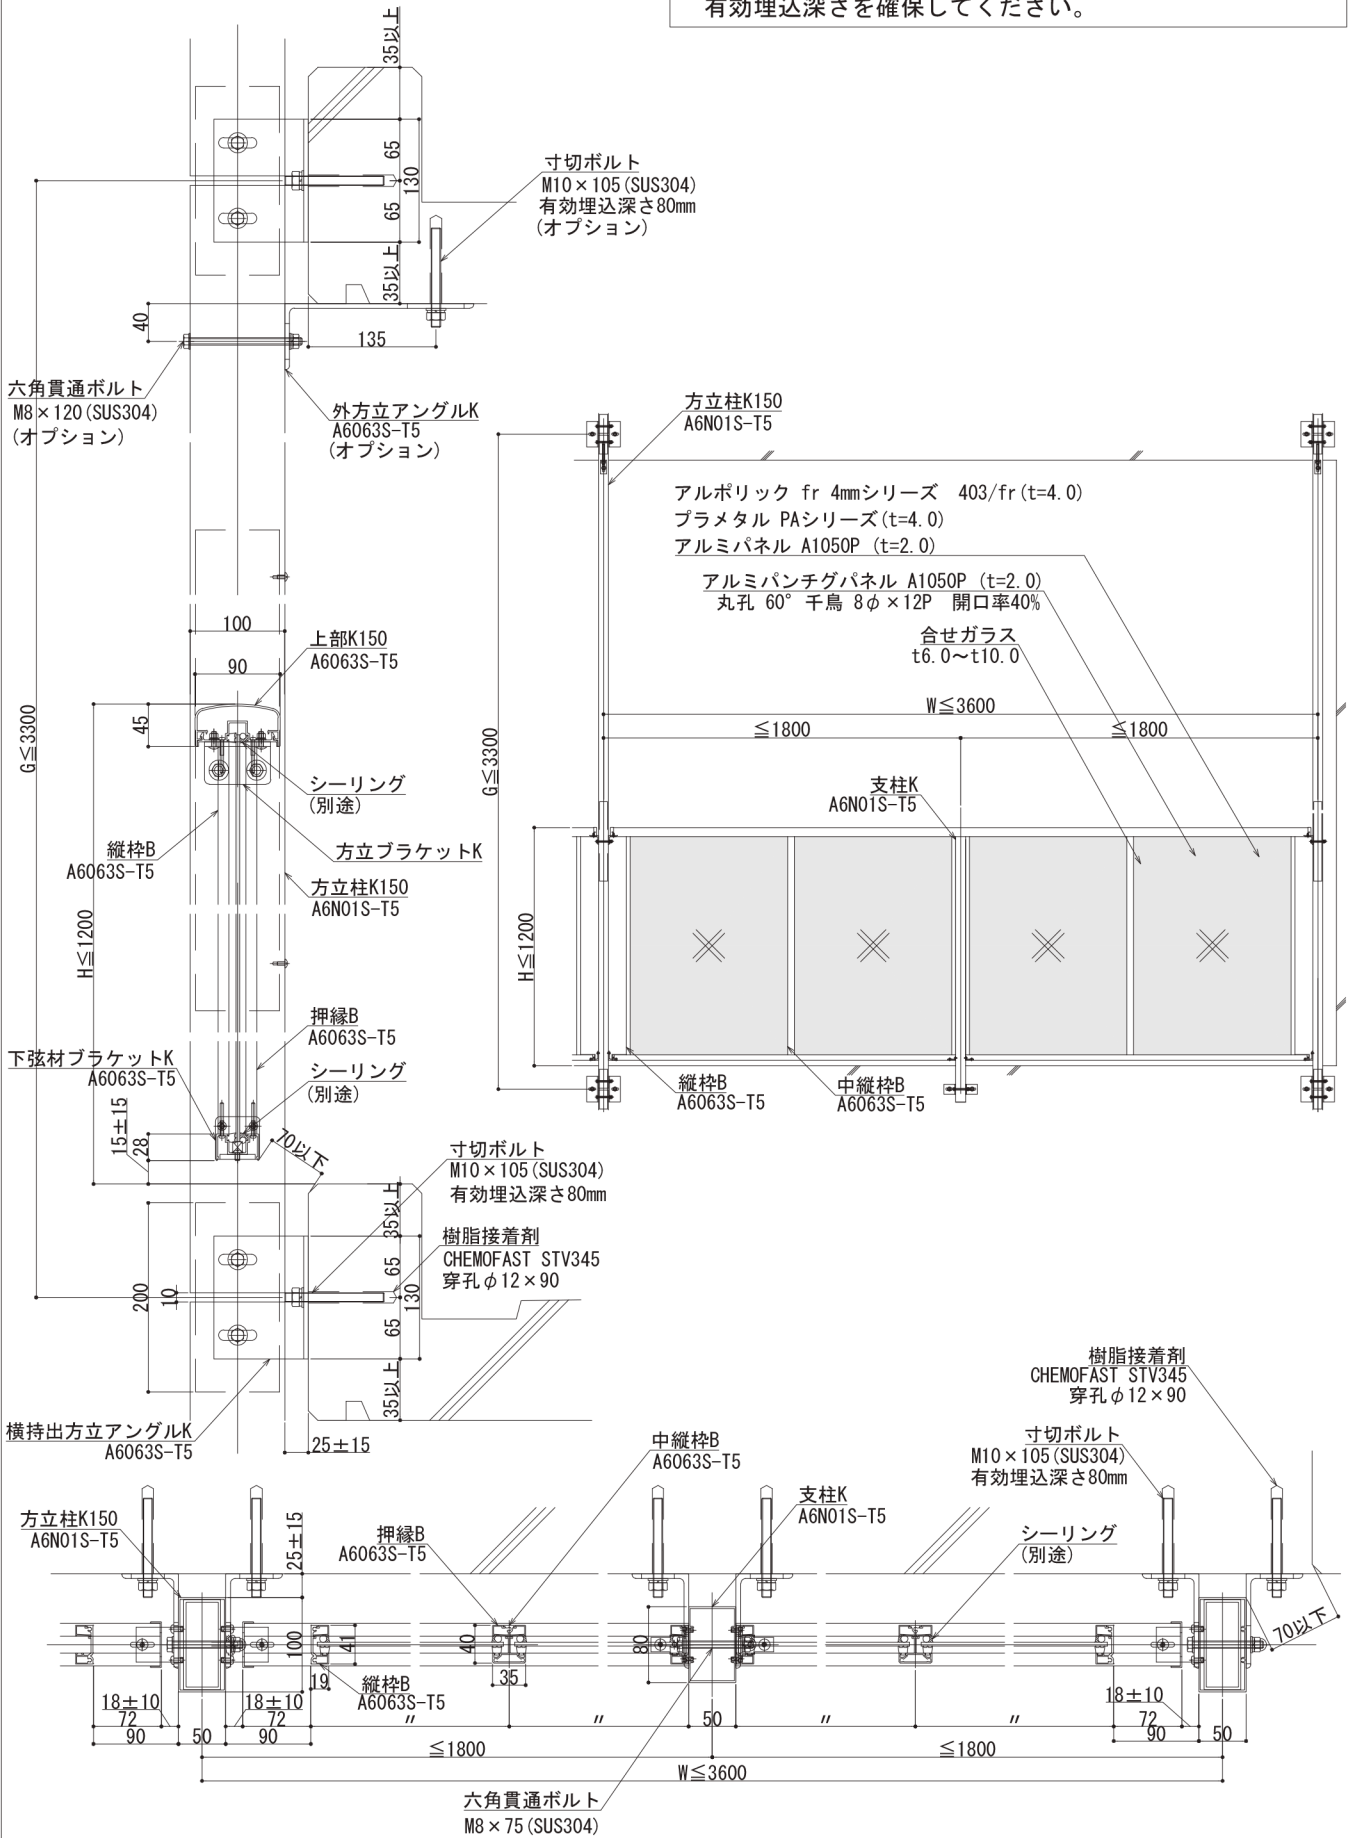 有効埋込深さを確保してください。
35以上
65
130
65
35以上
寸切ボルト
M10×105(SUS304)
有効埋込深さ80mm
(オプション)
40
135
六角貫通ボルト
M8×120(SUS304)
(オプション)
外方立アングルK
A6063S-T5
(オプション)
100
90
上部K150
A6063S-T5
45
G≦3300
シーリング
(別途)
縦枠B
A6063S-T5
方立ブラケットK
方立柱K150
A6N01S-T5
H≦1200
押縁B
A6063S-T5
下弦材ブラケットK
A6063S-T5
シーリング
(別途)
15±15
28
70以下
寸切ボルト
M10×105(SUS304)
有効埋込深さ80mm
35以上
樹脂接着剤
CHEMOFAST STV345
穿孔φ12×90
200
10
65
130
65
35以上
横持出方立アングルK
A6063S-T5
25±15
方立柱K150
A6N01S-T5
アルポリック fr 4mmシリーズ 403/fr(t=4.0)
プラメタル PAシリーズ(t=4.0)
アルミパネル A1050P (t=2.0)
アルミパンチグパネル A1050P (t=2.0)
丸孔 60° 千鳥 8φ×12P 開口率40%
合せガラス
t6.0～t10.0
W≦3600
≦1800
≦1800
G≦3300
支柱K
A6N01S-T5
H≦1200
縦枠B
A6063S-T5
中縦枠B
A6063S-T5
樹脂接着剤
CHEMOFAST STV345
穿孔φ12×90
寸切ボルト
M10×105(SUS304)
有効埋込深さ80mm
中縦枠B
A6063S-T5
支柱K
A6N01S-T5
方立柱K150
A6N01S-T5
25±15
押縁B
A6063S-T5
シーリング
(別途)
100
41
40
80
70以下
19
35
縦枠B
A6063S-T5
18±10
18±10
18±10
72
72
〃
〃
50
〃
〃
72
90
50
90
90
50
≦1800
≦1800
W≦3600
六角貫通ボルト
M8×75(SUS304)